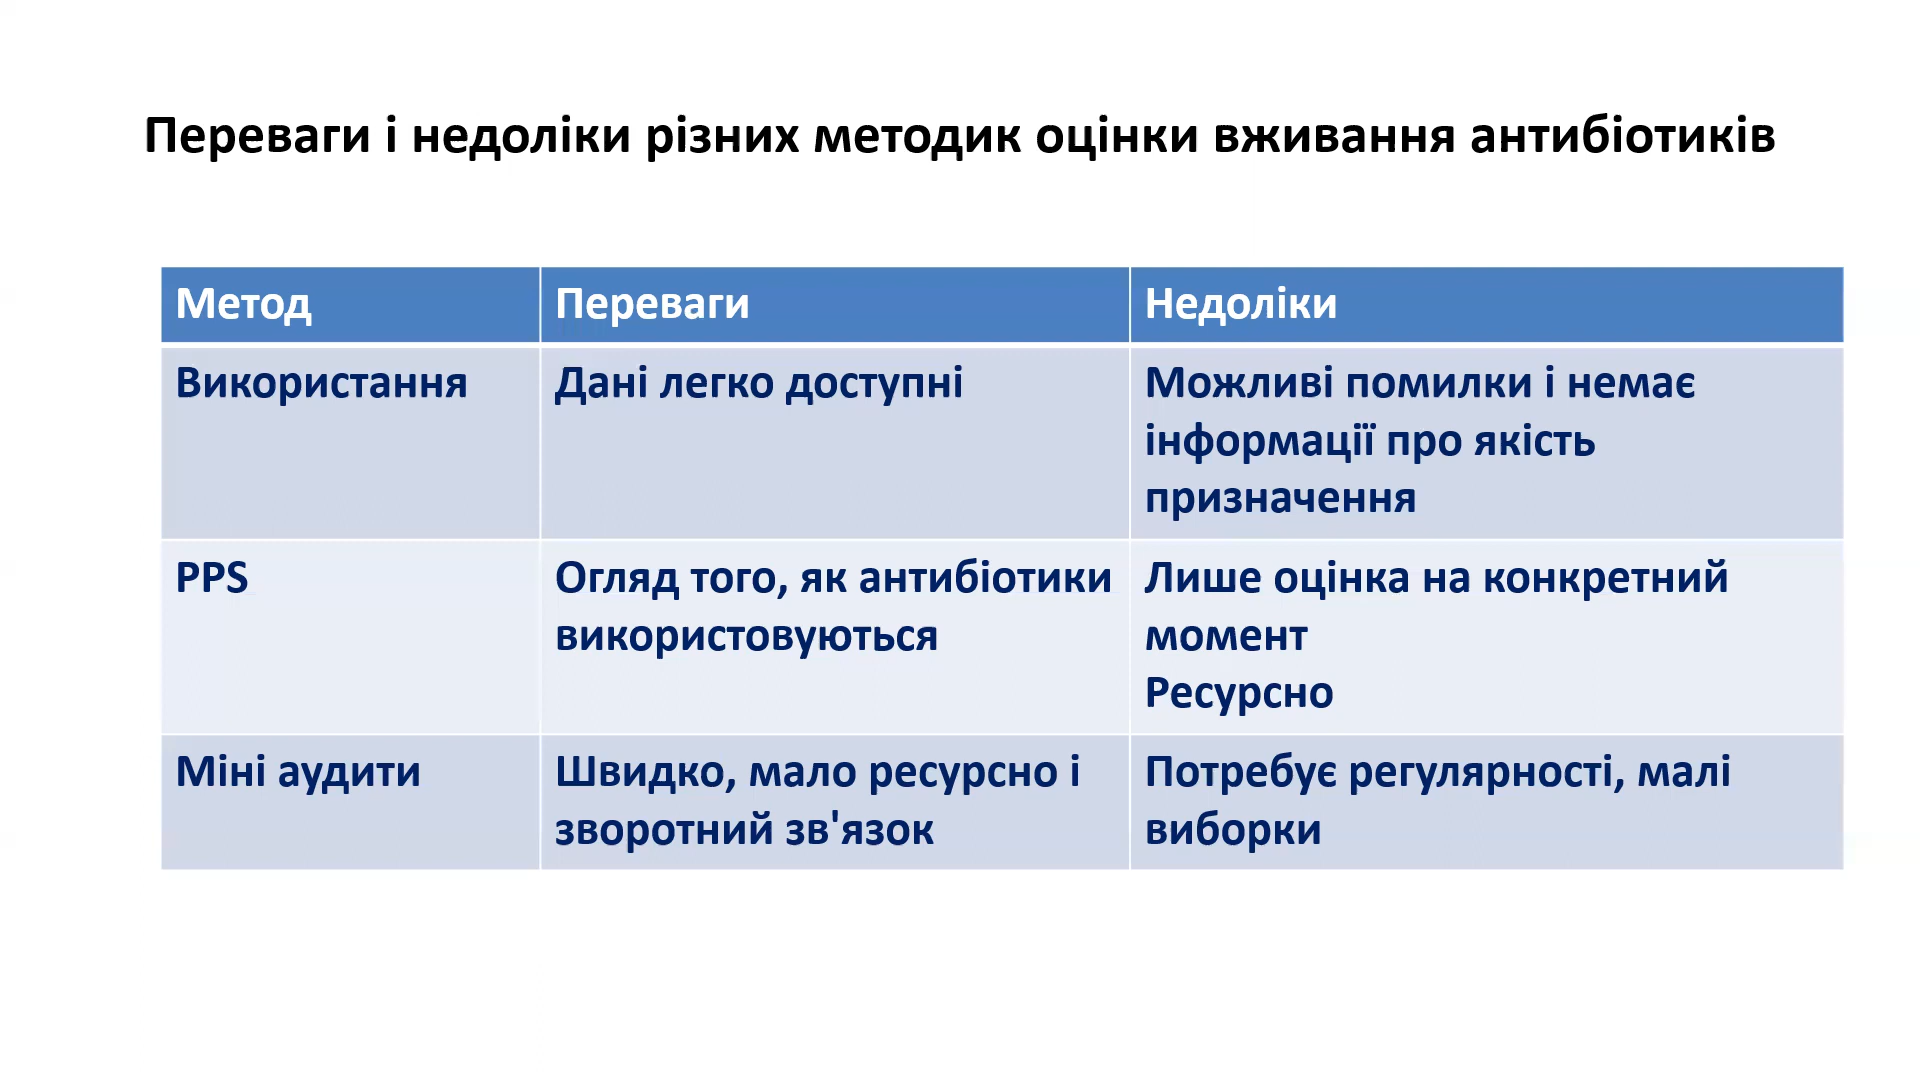 Переваги і недоліки різних методик оцінки вживання антибіотиків
Метод
Переваги
Недоліки
Використання
Дані легко доступні
Можливі помилки і немає
інформації про якість
призначення
PPS
Огляд того, як антибіотики
використовуються
Лише оцінка на конкретний
момент
Ресурсно
Міні аудити
Швидко, мало ресурсно і
зворотний зв'язок
Потребує регулярності, малі
виборки